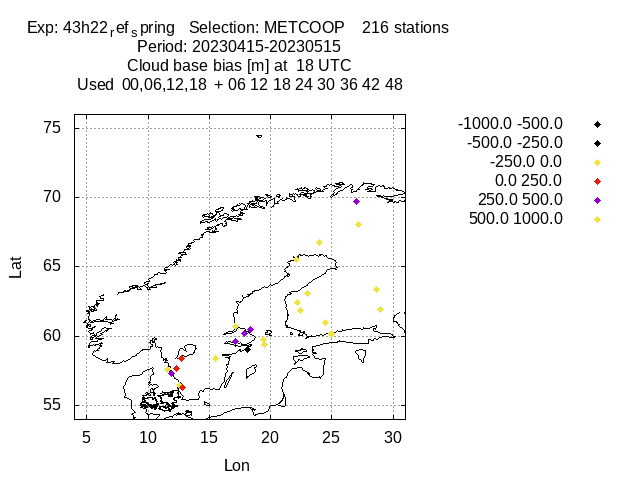 Exp: 43h22refspring   Selection: METCOOP    216 stations
Period: 20230415-20230515
Cloud base bias [m] at  18 UTC
Used  00,06,12,18  + 06 12 18 24 30 36 42 48
-1000.0 -500.0
-500.0 -250.0
-250.0 0.0
0.0 250.0
250.0 500.0
500.0 1000.0
75
70
65
60
55
Lat
5 10 15 20 25 30
Lon